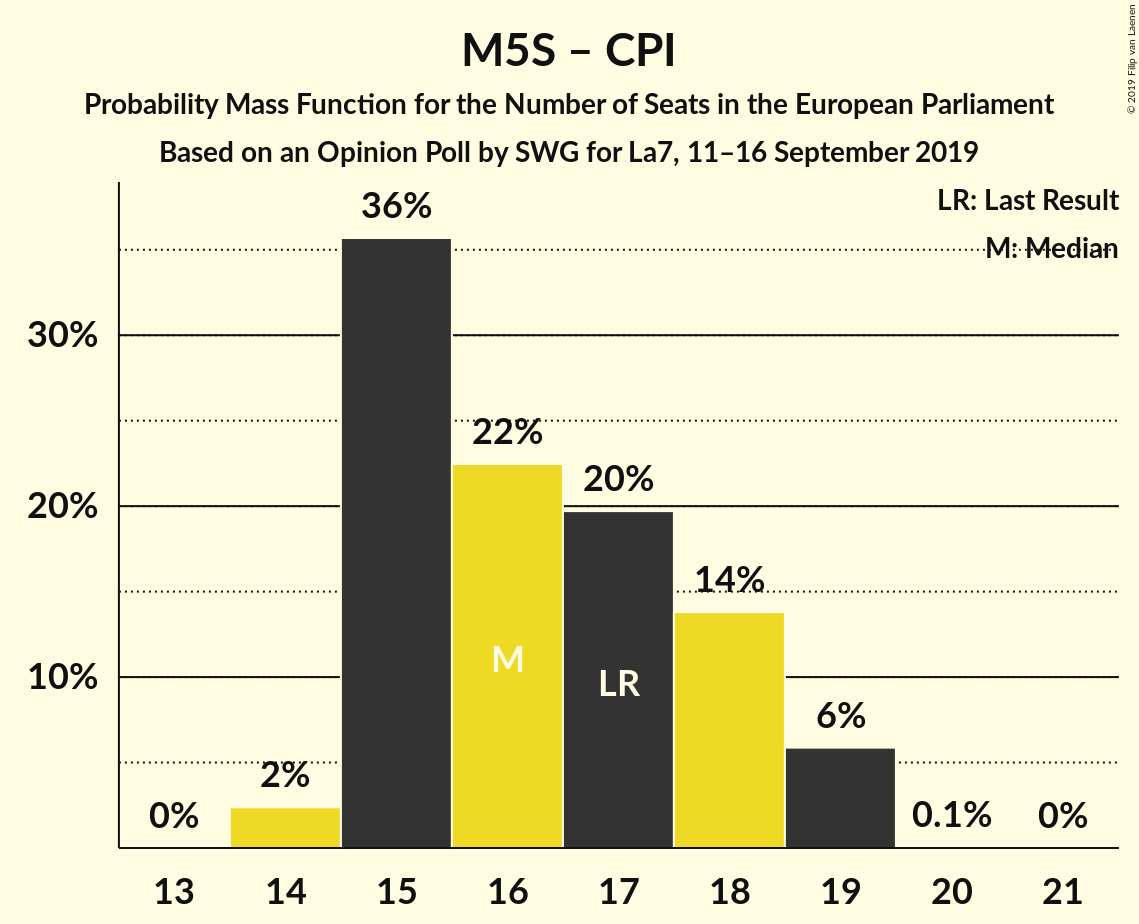 M5S – CPI
Probability Mass Function for the Number of Seats in the European Parliament
Based on an Opinion Poll by SWG for La7, 11–16 September 2019
© 2019 Filip van Laenen
LR: Last Result
M: Median
36%
30%
22%
20%
20%
14%
M
LR
10%
6%
2%
0%
0.1%
0%
13 14 15 16 17 18 19 20 21